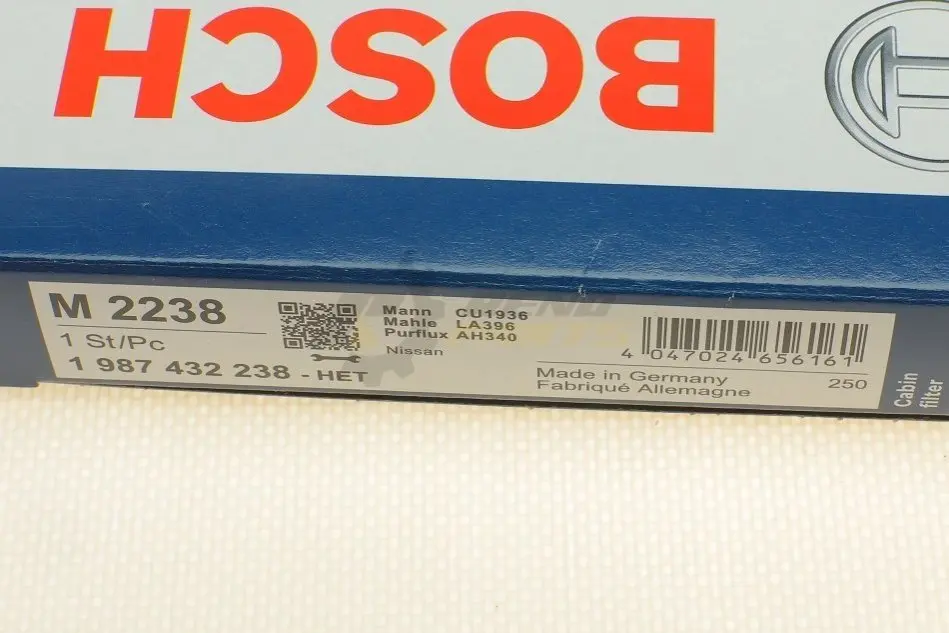 BOSCH
M 2238
1 St/Pc
1 987 432 238 - HET
Mann CU1936
Mahle LA396
Purflux AH340
Nissan
4 047024 656161
Made in Germany
Fabriqué Allemagne
250
Cabin
filter